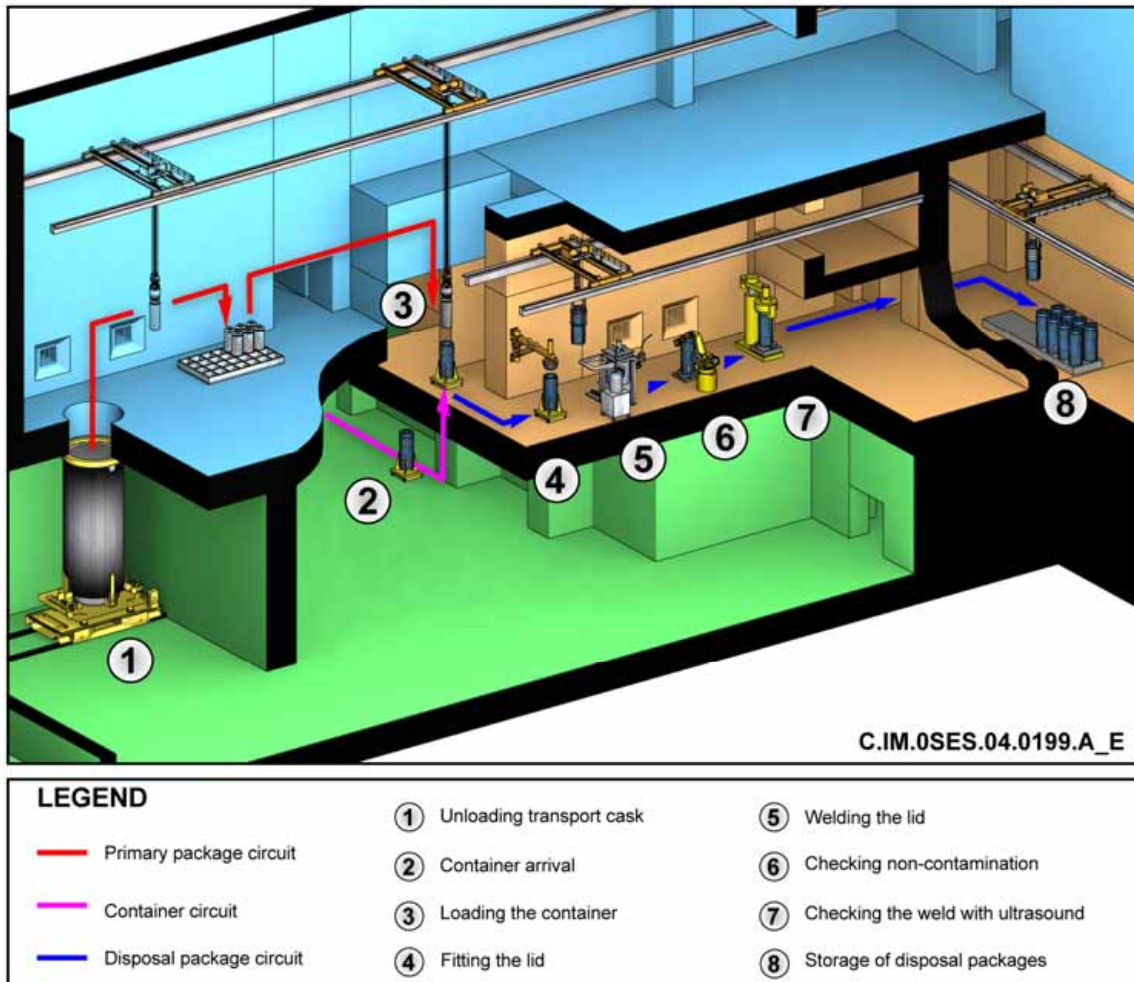 3
2
4
5
6
7
8
1
C.IM.0SES.04.0199.A_E
LEGEND
Primary package circuit
Container circuit
Disposal package circuit
1 Unloading transport cask
2 Container arrival
3 Loading the container
4 Fitting the lid
5 Welding the lid
6 Checking non-contamination
7 Checking the weld with ultrasound
8 Storage of disposal packages